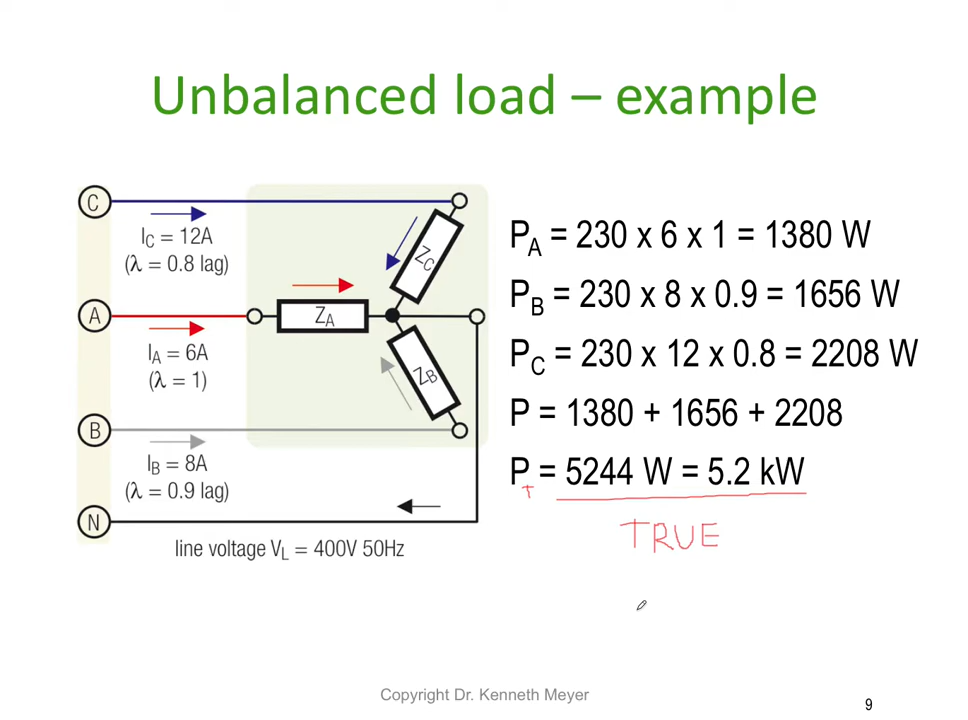 Unbalanced load – example
C
I_C = 12A
(λ = 0.8 lag)
Z_C
A
Z_A
I_A = 6A
(λ = 1)
Z_B
B
I_B = 8A
(λ = 0.9 lag)
N
line voltage V_L = 400V 50Hz
P_A = 230 x 6 x 1 = 1380 W
P_B = 230 x 8 x 0.9 = 1656 W
P_C = 230 x 12 x 0.8 = 2208 W
P = 1380 + 1656 + 2208
P_T = 5244 W = 5.2 kW
TRUE
Copyright Dr. Kenneth Meyer
9